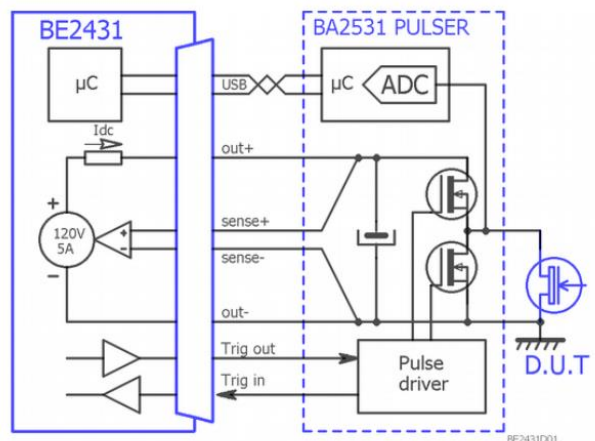 BE2431
BA2531 PULSER
µC
USB
µC
ADC
Idc
out+
+
120V
5A
+
-
sense+
sense-
−
out-
Trig out
Trig in
Pulse
driver
D.U.T
BE2431D01